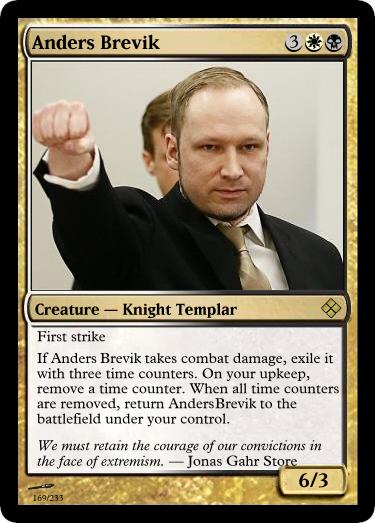 Anders Brevik 3
Creature — Knight Templar
First strike
If Anders Brevik takes combat damage, exile it
with three time counters. On your upkeep,
remove a time counter. When all time counters
are removed, return AndersBrevik to the
battlefield under your control.
We must retain the courage of our convictions in
the face of extremism. — Jonas Gahr Store
6/3
169/233